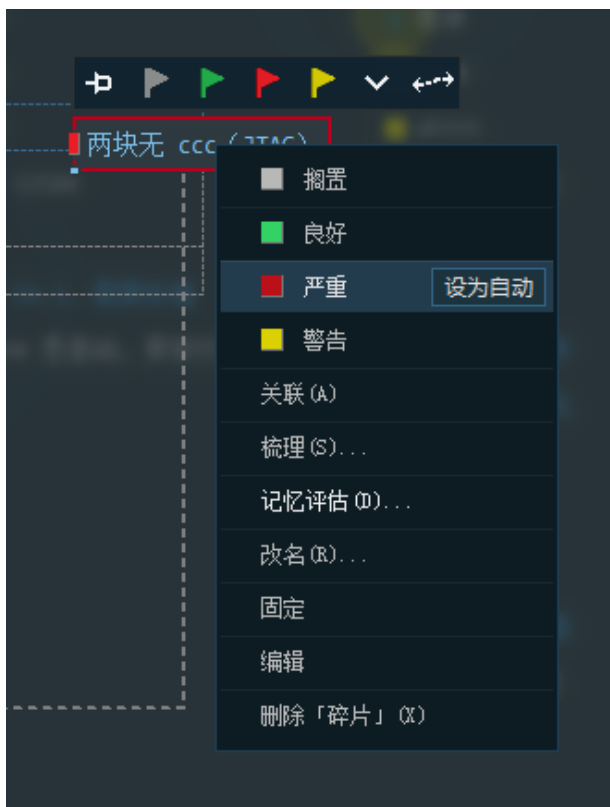 两块无 ccc (JTAG)
搁置
良好
严重 设为自动
警告
关联(A)
梳理(S)...
记忆评估(D)...
改名(R)...
固定
编辑
删除「碎片」(X)